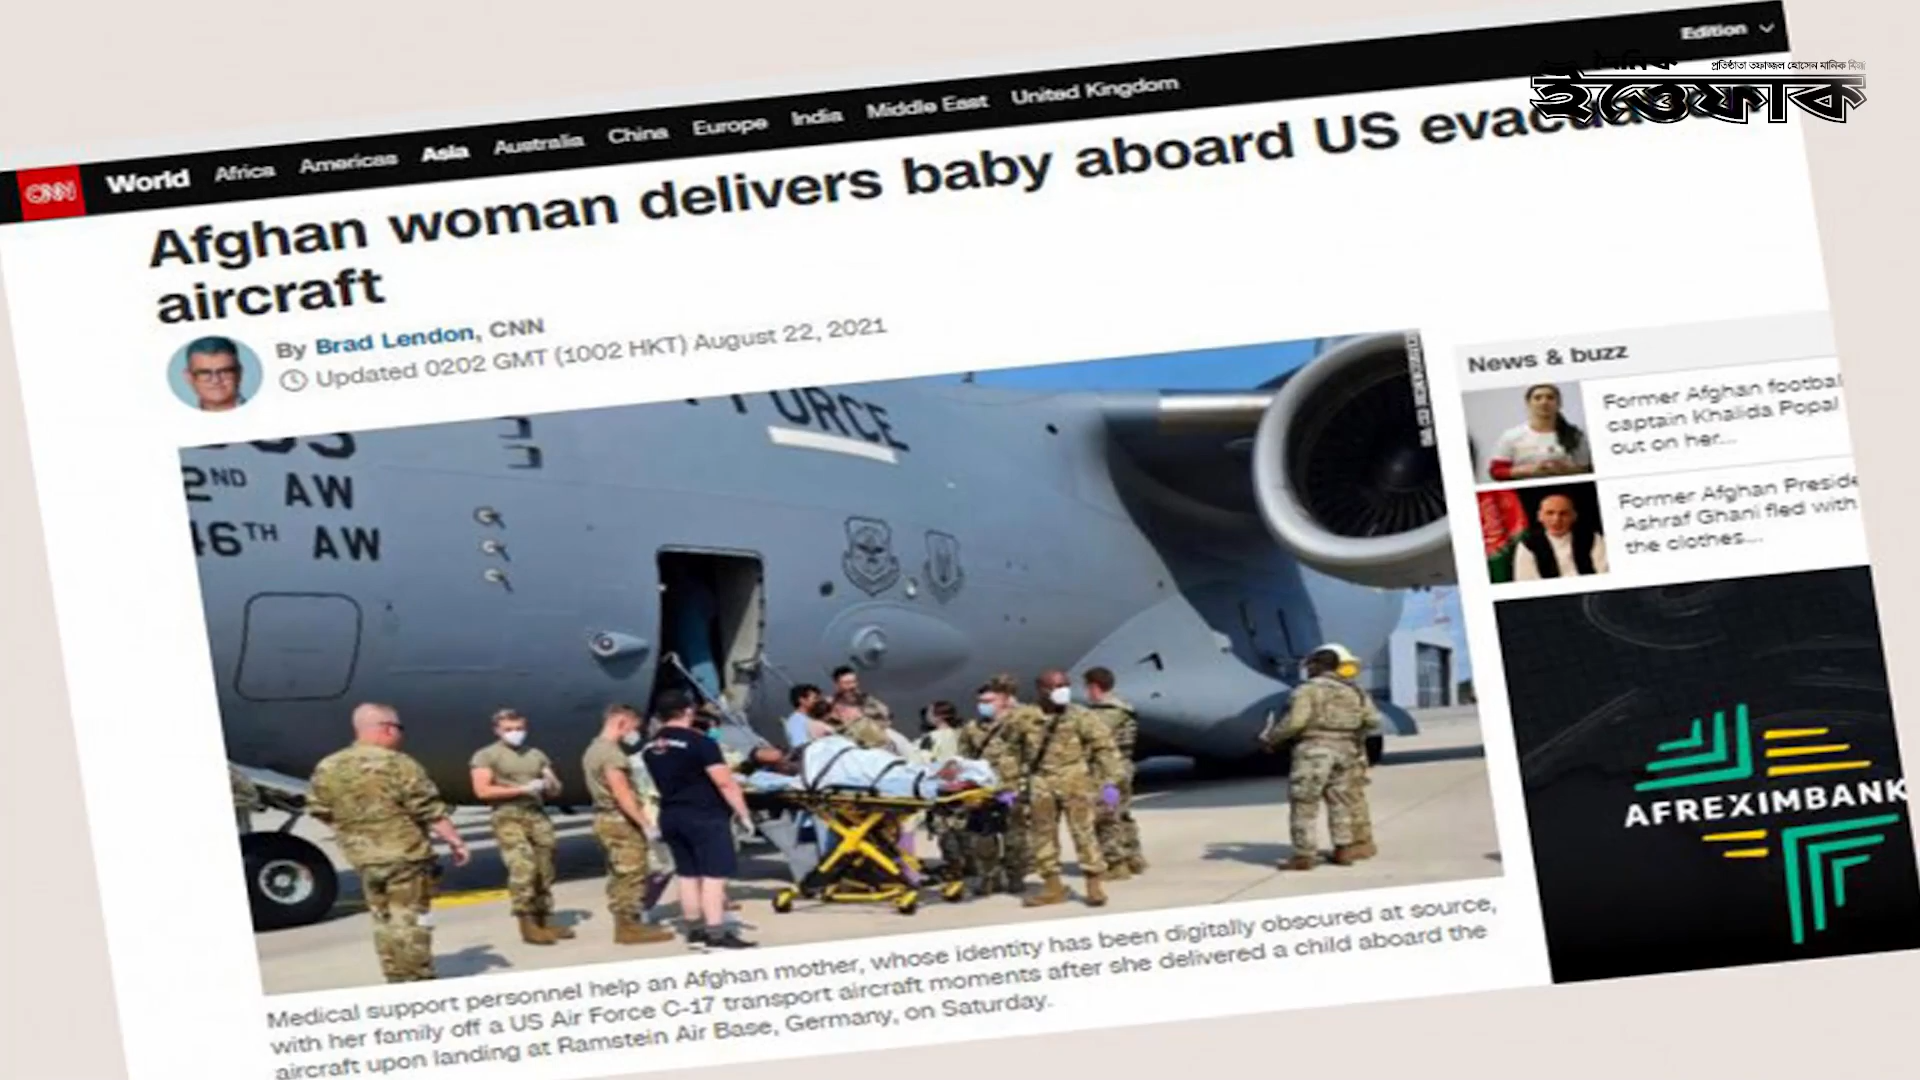 Edition
দৈনিক
প্রতিষ্ঠাতা তফাজ্জল হোসেন মানিক মিঞা
ইত্তেফাক
CNN World Africa Americas Asia Australia China Europe India Middle East United Kingdom
Afghan woman delivers baby aboard US
aircraft
By Brad Lendon, CNN
Updated 0202 GMT (1002 HKT) August 22, 2021
News & buzz
Former Afghan footbal
captain Khalida Popal
out on her...
Former Afghan Preside
Ashraf Ghani fled with
the clothes...
FORCE
2ND AW
46TH AW
AFREXIMBANK
Medical support personnel help an Afghan mother, whose identity has been digitally obscured at source,
with her family off a US Air Force C-17 transport aircraft moments after she delivered a child aboard the
aircraft upon landing at Ramstein Air Base, Germany, on Saturday.